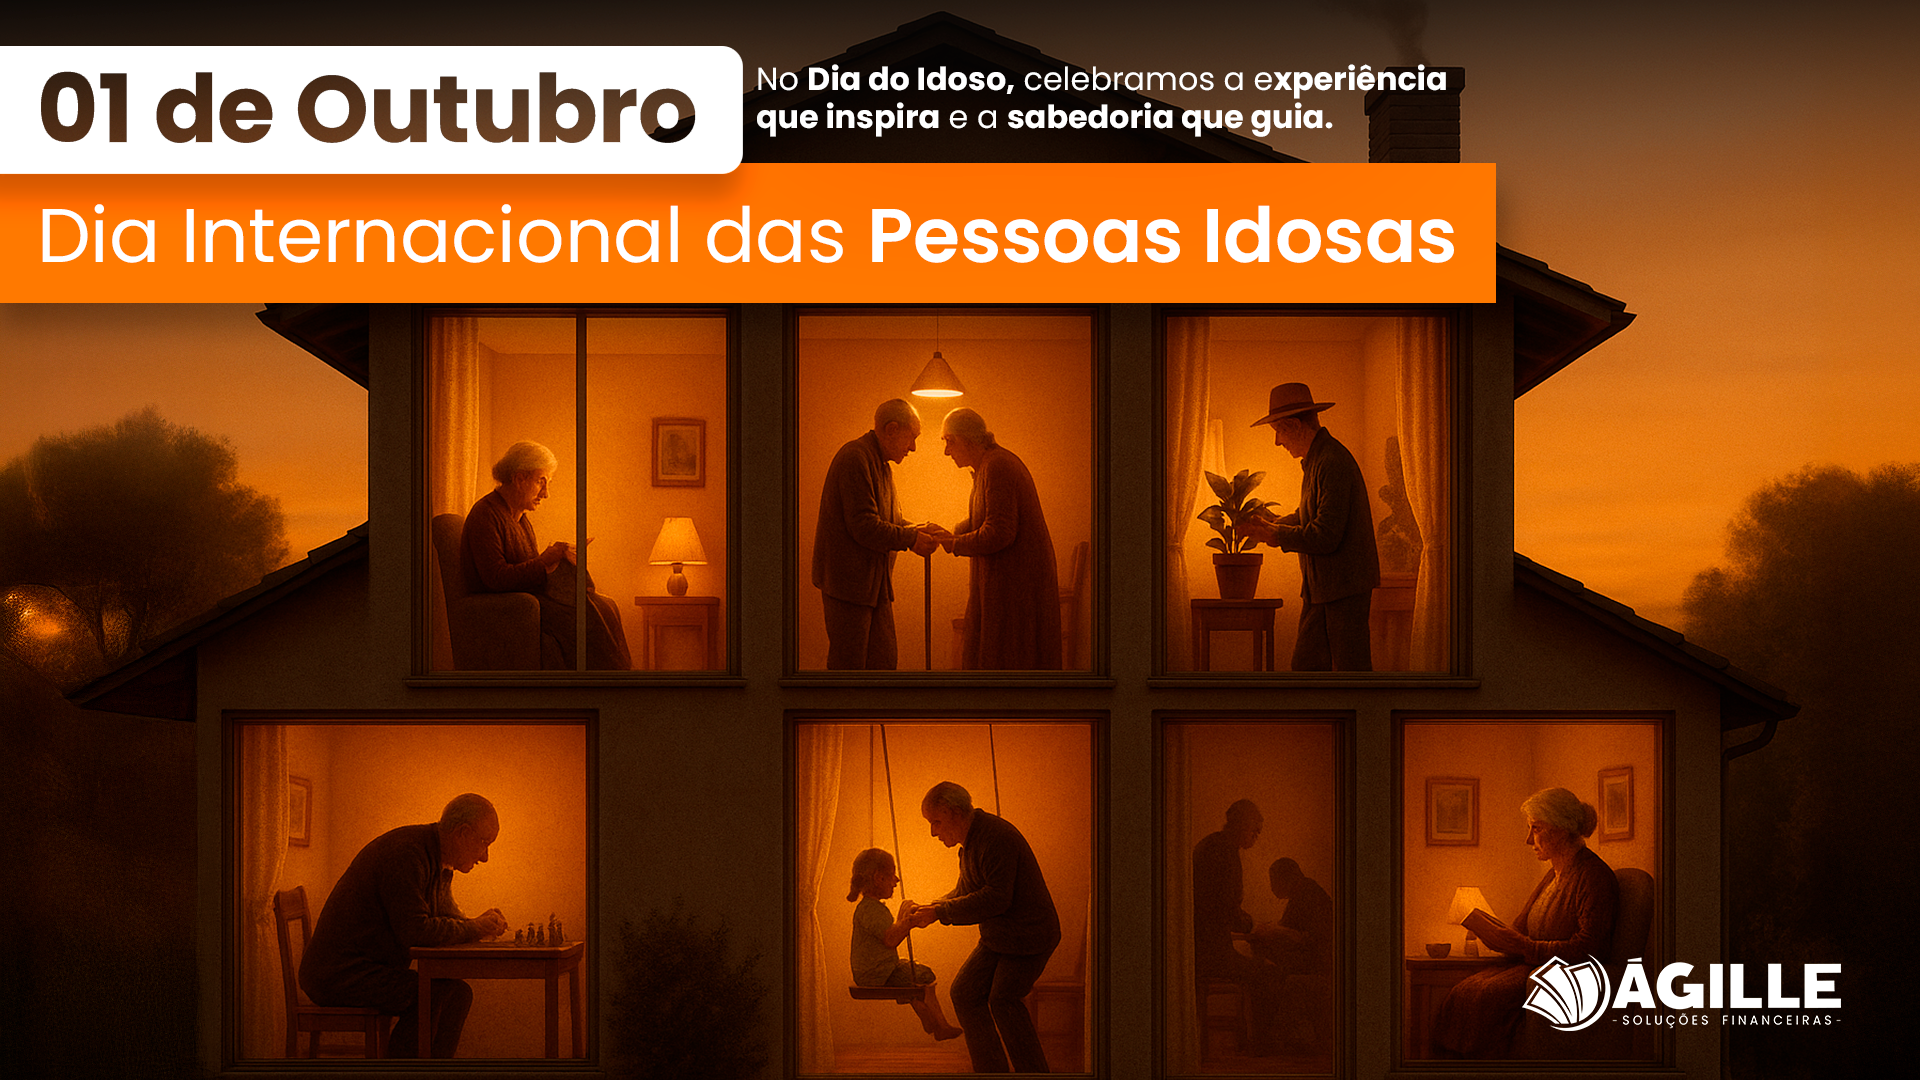 01 de Outubro
No Dia do Idoso, celebramos a experiência
que inspira e a sabedoria que guia.
Dia Internacional das Pessoas Idosas
ÁGILLE
-SOLUÇÕES FINANCEIRAS-